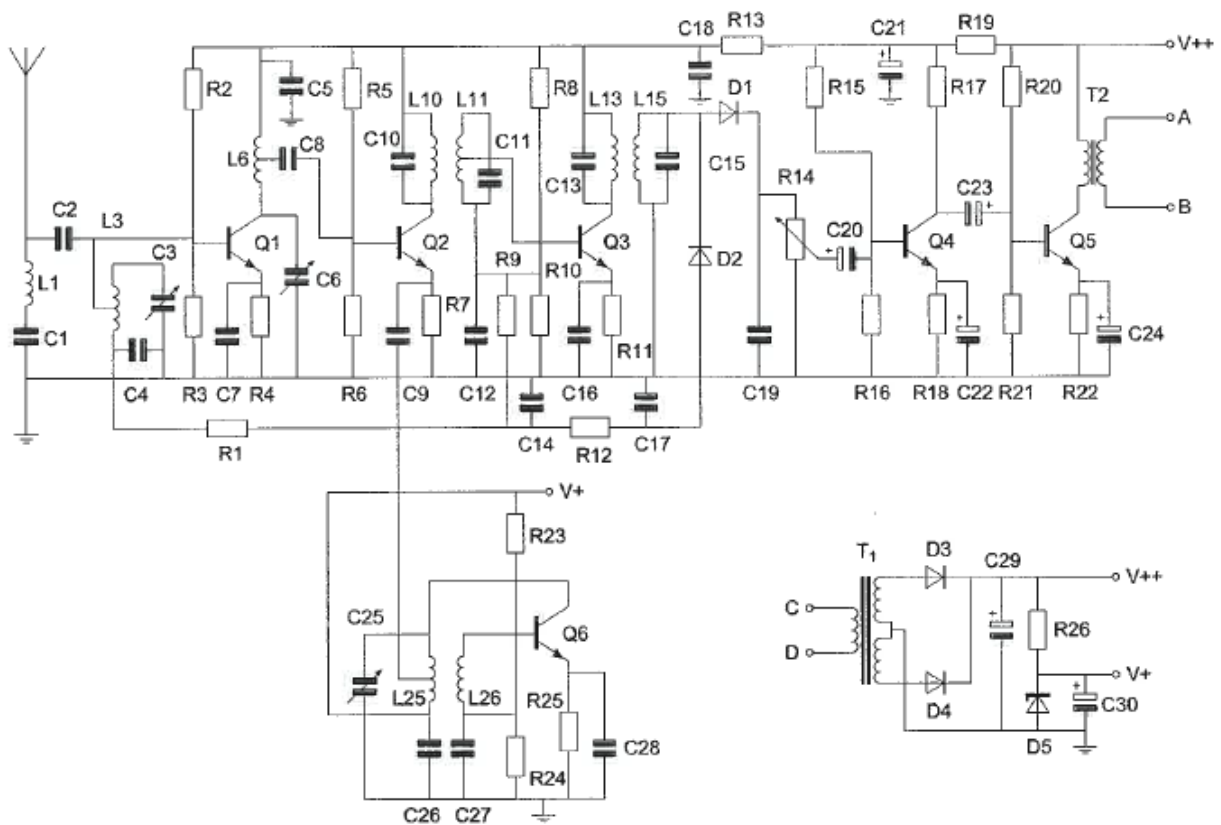 C18
R13
C21
R19
V++
R2
C5
R5
L10
L11
R8
L13
L15
D1
R15
R17
R20
T2
L6
C8
C10
C11
C13
C15
A
C2
L3
C3
Q1
C6
Q2
Q3
R14
C20
C23
Q4
Q5
B
L1
R9
R10
D2
R7
C1
R11
C24
C4
R3
C7
R4
R6
C9
C12
C16
C19
R16
R18
C22
R21
R22
R1
C14
R12
C17
V+
R23
T1
D3
C29
V++
C25
Q6
C
D
R26
V+
L25
L26
R25
D4
C30
C28
D5
R24
C26
C27